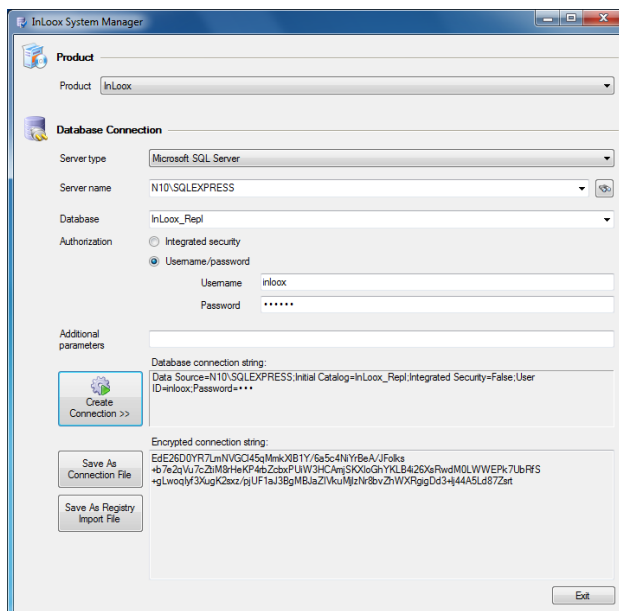 InLoox System Manager
Product
Product
InLoox
Database Connection
Server type
Microsoft SQL Server
Server name
N10\SQLEXPRESS
Database
InLoox_Repl
Authorization
Integrated security
Username/password
Username
inloox
Password
••••••
Additional
parameters
Database connection string:
Data Source=N10\SQLEXPRESS;Initial Catalog=InLoox_Repl;Integrated Security=False;User
ID=inloox;Password=•••
Create
Connection >>
Encrypted connection string:
Save As
Connection File
Save As Registry
Import File
Exit